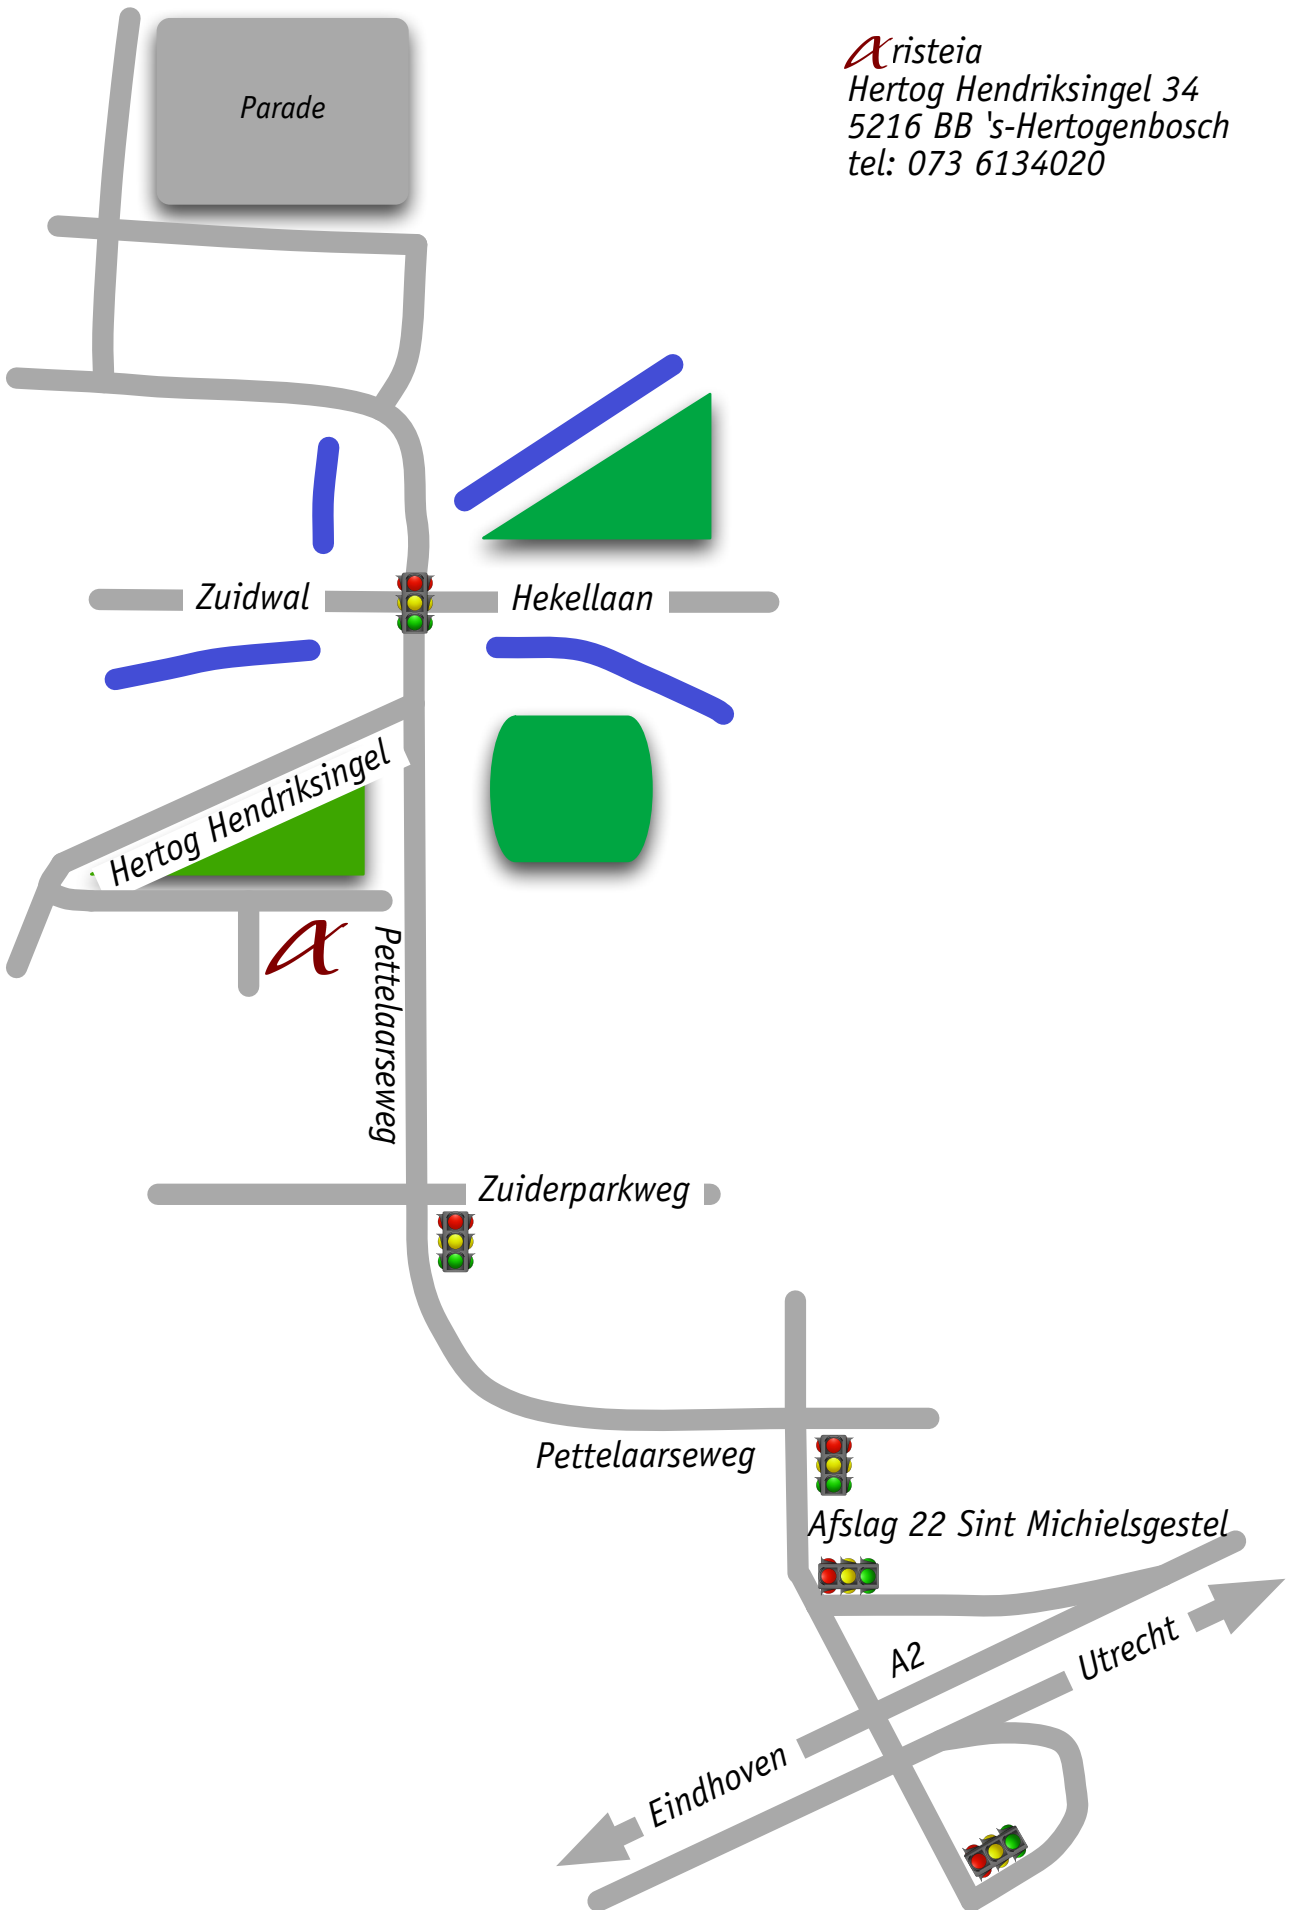 Aristeia
Hertog Hendriksingel 34
5216 BB 's-Hertogenbosch
tel: 073 6134020
Parade
Zuidwal
Hekellaan
Hertog Hendriksingel
a
Pettelaarseweg
Zuiderparkweg
Pettelaarseweg
Afslag 22 Sint Michielsgestel
A2
Utrecht
Eindhoven